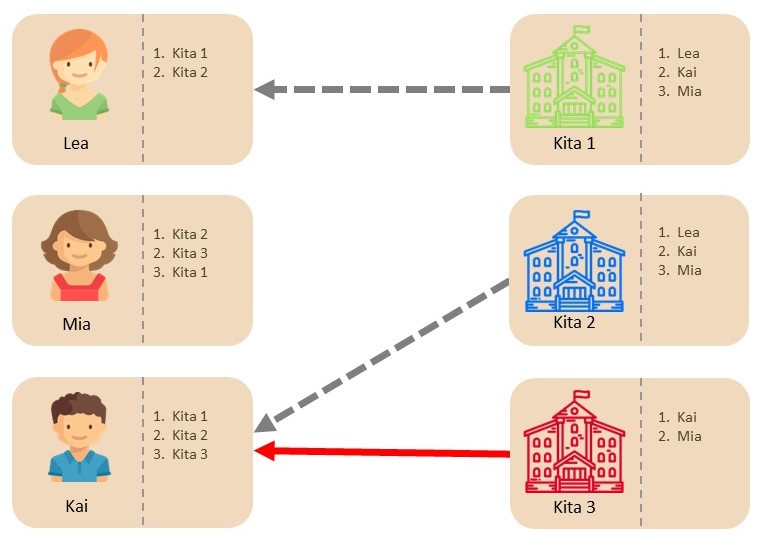 1. Kita 1
2. Kita 2
Lea
1. Lea
2. Kai
3. Mia
Kita 1
1. Kita 2
2. Kita 3
3. Kita 1
Mia
1. Lea
2. Kai
3. Mia
Kita 2
1. Kita 1
2. Kita 2
3. Kita 3
Kai
1. Kai
2. Mia
Kita 3